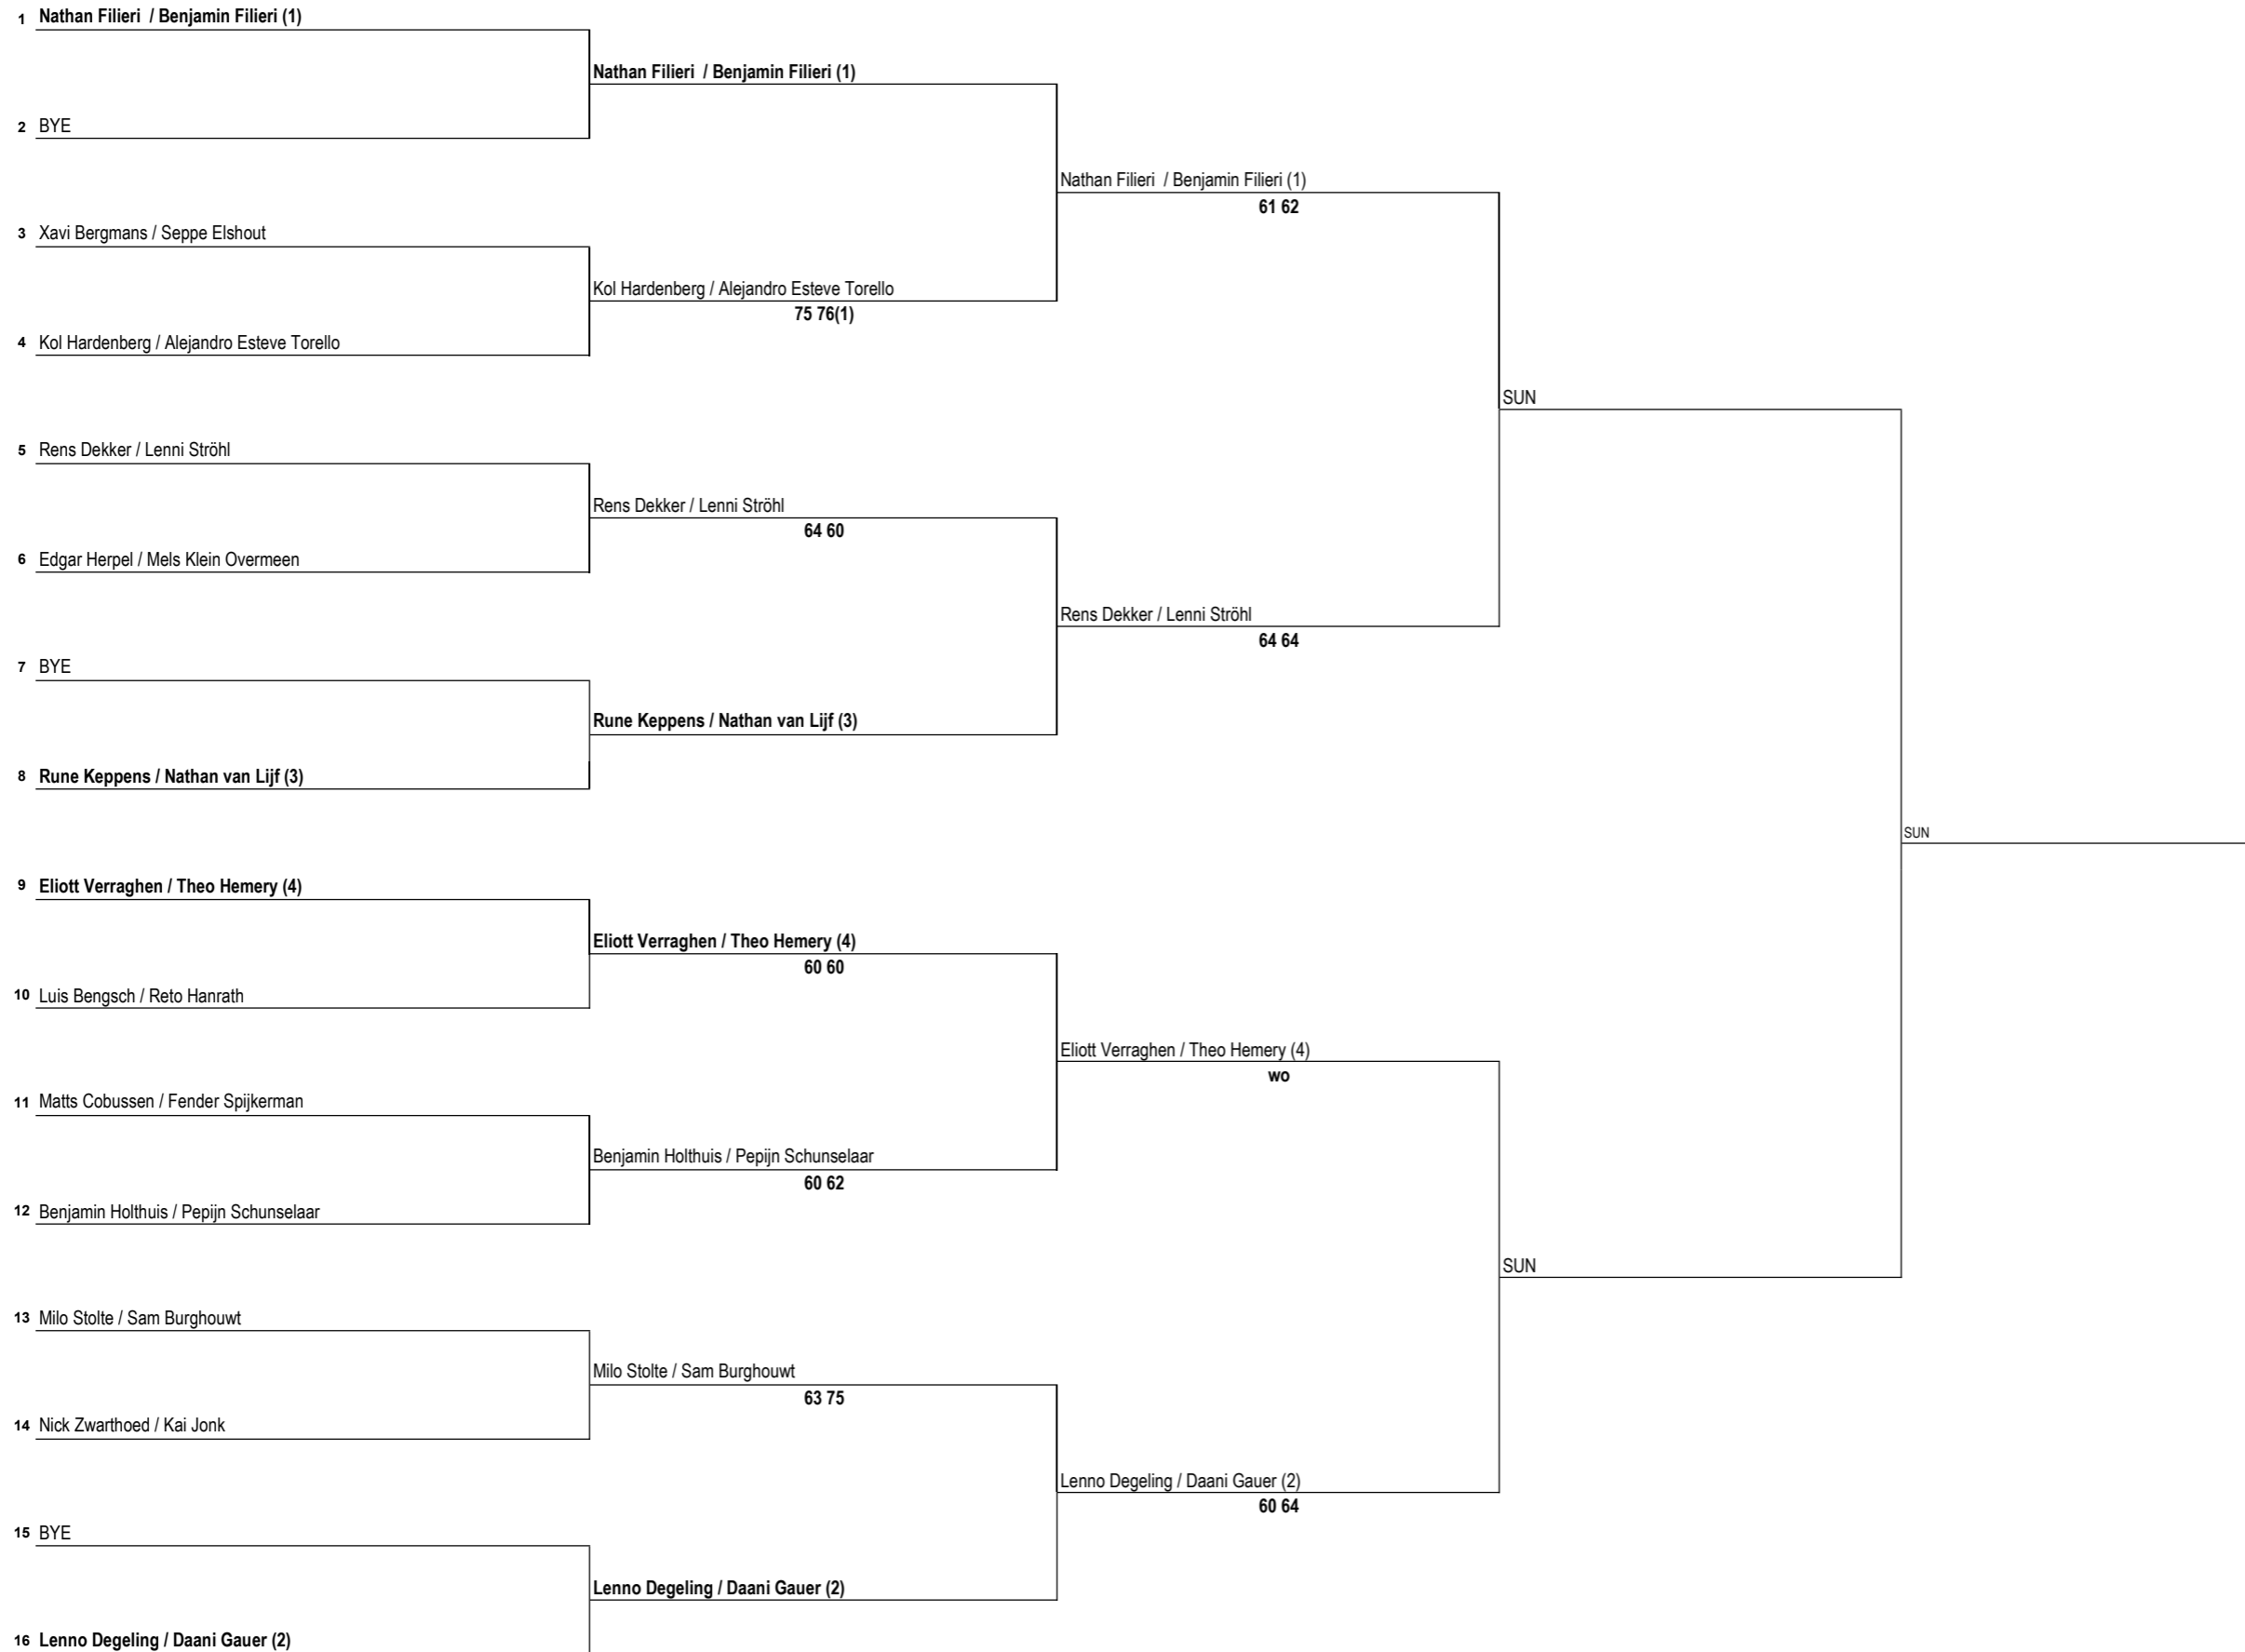 1 Nathan Filieri / Benjamin Filieri (1)
Nathan Filieri / Benjamin Filieri (1)
2 BYE
Nathan Filieri / Benjamin Filieri (1)
61 62
3 Xavi Bergmans / Seppe Elshout
Kol Hardenberg / Alejandro Esteve Torello
75 76(1)
4 Kol Hardenberg / Alejandro Esteve Torello
SUN
5 Rens Dekker / Lenni Ströhl
Rens Dekker / Lenni Ströhl
64 60
6 Edgar Herpel / Mels Klein Overmeen
Rens Dekker / Lenni Ströhl
64 64
7 BYE
Rune Keppens / Nathan van Lijf (3)
8 Rune Keppens / Nathan van Lijf (3)
SUN
9 Eliott Verraghen / Theo Hemery (4)
Eliott Verraghen / Theo Hemery (4)
60 60
10 Luis Bengsch / Reto Hanrath
Eliott Verraghen / Theo Hemery (4)
wo
11 Matts Cobussen / Fender Spijkerman
Benjamin Holthuis / Pepijn Schunselaar
60 62
12 Benjamin Holthuis / Pepijn Schunselaar
SUN
13 Milo Stolte / Sam Burghouwt
Milo Stolte / Sam Burghouwt
63 75
14 Nick Zwarthoed / Kai Jonk
Lenno Degeling / Daani Gauer (2)
60 64
15 BYE
Lenno Degeling / Daani Gauer (2)
16 Lenno Degeling / Daani Gauer (2)